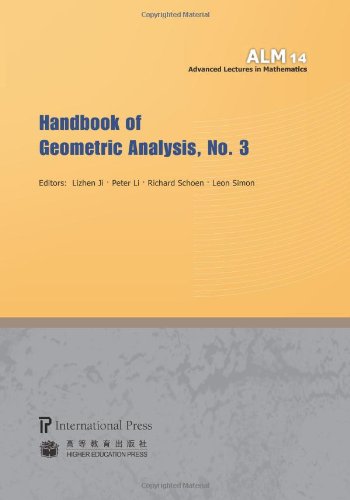 Copyrighted Material
ALM 14
Advanced Lectures in Mathematics
Handbook of
Geometric Analysis, No. 3
Editors: Lizhen Ji · Peter Li · Richard Schoen · Leon Simon
International Press
高等教育出版社
HIGHER EDUCATION PRESS
Copyrighted Material